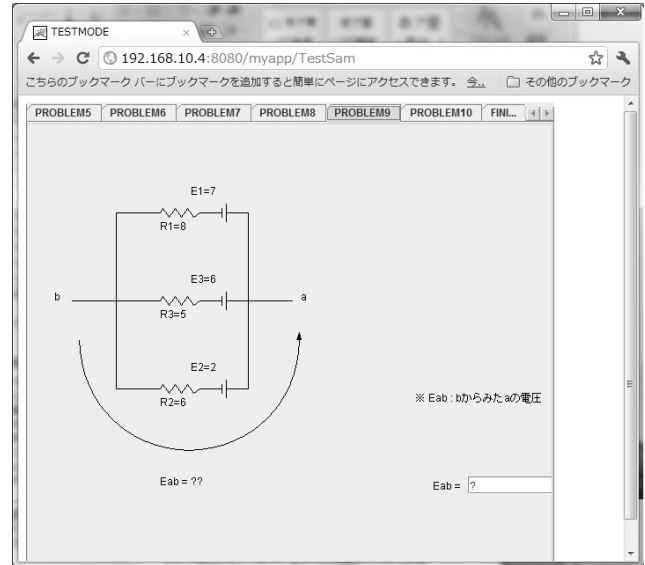 TESTMODE
192.168.10.4:8080/myapp/TestSam
こちらのブックマーク バーにブックマークを追加すると簡単にページにアクセスできます。 今... その他のブックマーク
PROBLEM5 PROBLEM6 PROBLEM7 PROBLEM8 PROBLEM9 PROBLEM10 FINI...
E1=7
R1=8
E3=6
b a
R3=5
E2=2
R2=6
※ Eab : bからみたaの電圧
Eab = ??
Eab = ?